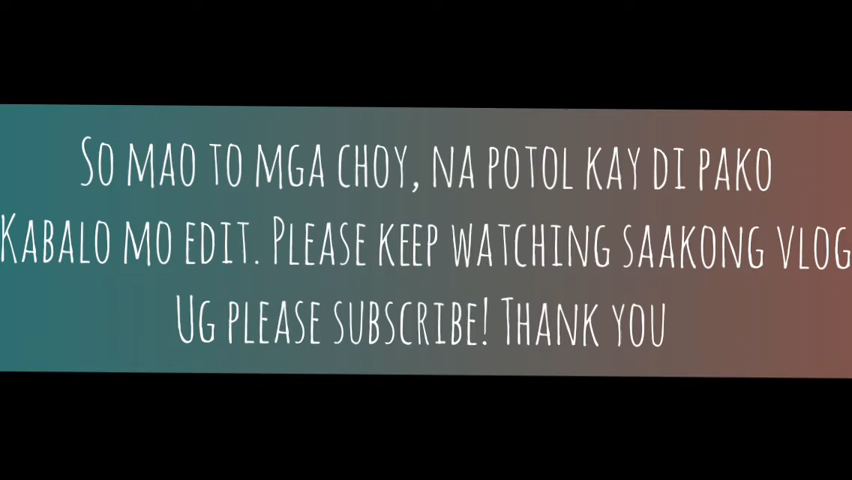 So mao to mga choy, na potol kay di pako
kabalo mo edit. Please keep watching saakong vlog
ug please subscribe! Thank you